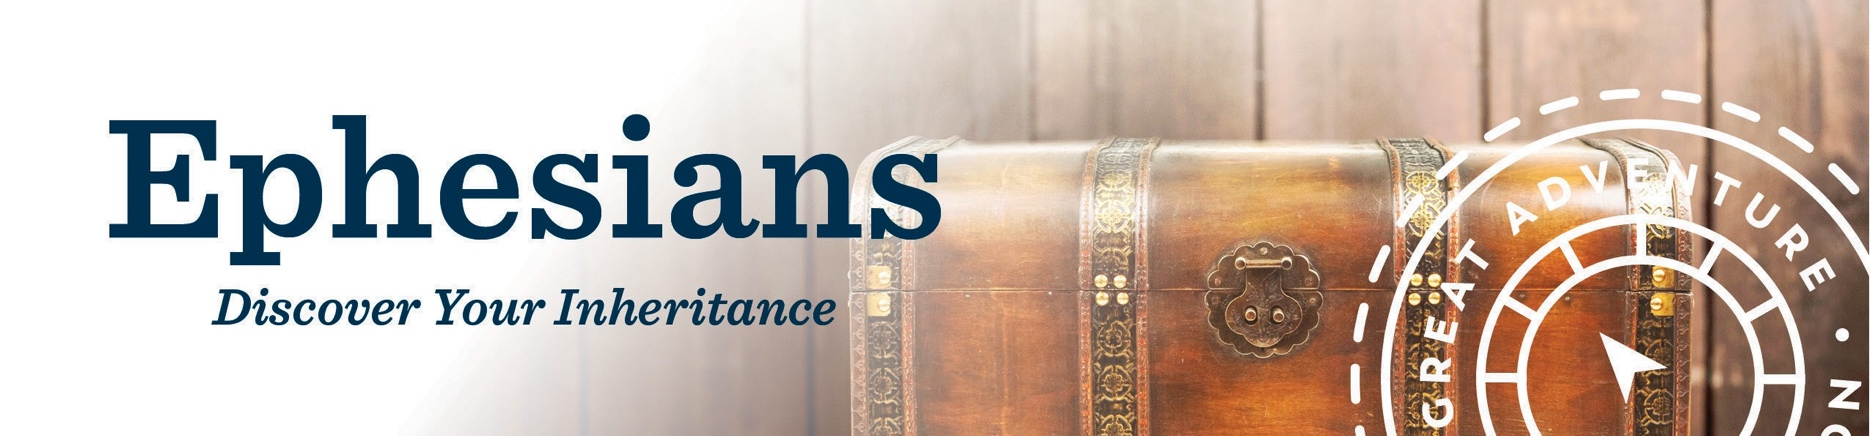 Ephesians
Discover Your Inheritance
GREAT ADVENTURE •